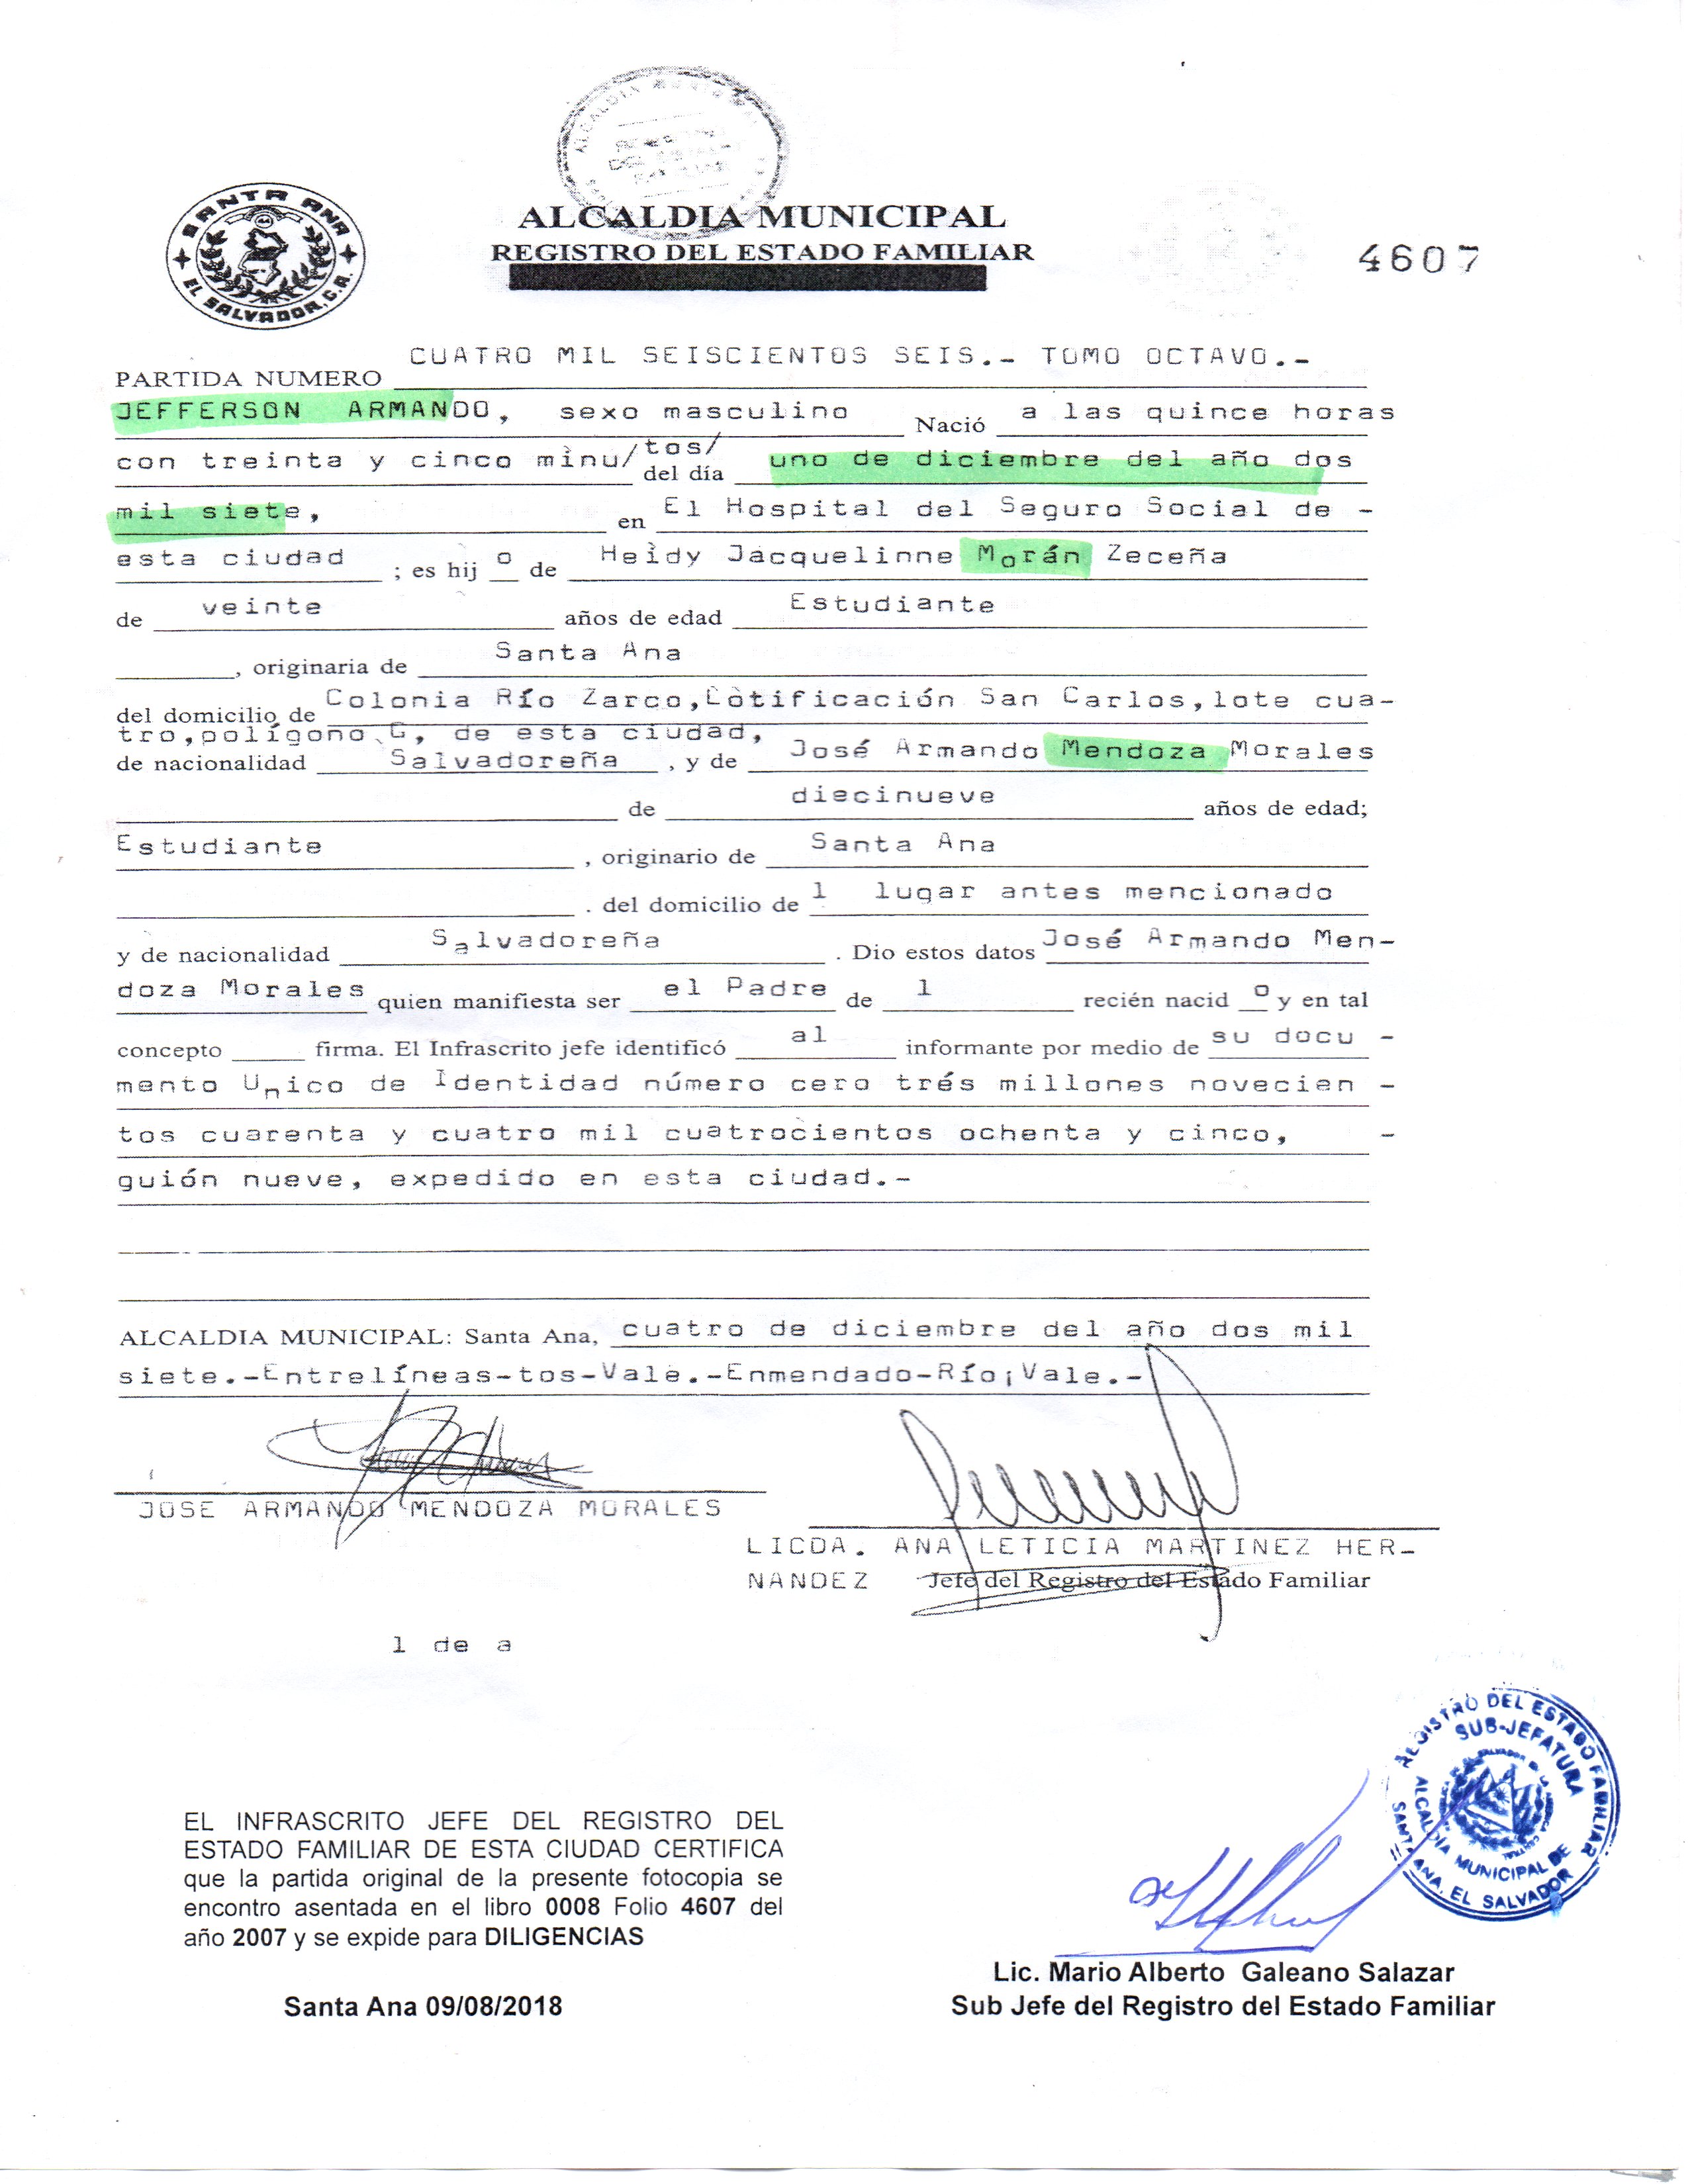 SANTA ANA
EL SALVADOR, C.A.
ALCALDIA MUNICIPAL
REGISTRO DEL ESTADO FAMILIAR
4607
CUATRO MIL SEISCIENTOS SEIS.- TOMO OCTAVO.-
PARTIDA NUMERO
JEFFERSON ARMANDO, sexo masculino Nació a las quince horas
con treinta y cinco minu/tos/ del día uno de diciembre del año dos
mil siete, en El Hospital del Seguro Social de -
esta ciudad ; es hij o de Heidy Jacquelinne Morán Zeceña
de veinte años de edad Estudiante
, originaria de Santa Ana
del domicilio de Colonia Río Zarco,Lotificación San Carlos,lote cua-
tro,polígono G, de esta ciudad,
de nacionalidad Salvadoreña , y de José Armando Mendoza Morales
de diecinueve años de edad;
Estudiante , originario de Santa Ana
. del domicilio de l lugar antes mencionado
y de nacionalidad Salvadoreña . Dio estos datos José Armando Men-
doza Morales quien manifiesta ser el Padre de l recién nacid o y en tal
concepto firma. El Infrascrito jefe identificó al informante por medio de su docu -
mento Unico de Identidad número cero trés millones novecien -
tos cuarenta y cuatro mil cuatrocientos ochenta y cinco, -
guión nueve, expedido en esta ciudad.-
ALCALDIA MUNICIPAL: Santa Ana, cuatro de diciembre del año dos mil
siete.-Entrelíneas-tos-Vale.-Enmendado-Río¡Vale.-
JOSE ARMANDO MENDOZA MORALES
LICDA. ANA LETICIA MARTINEZ HER-
NANDEZ Jefe del Registro del Estado Familiar
l de a
REGISTRO DEL ESTADO FAMILIAR
SUB-JEFATURA
ALCALDIA MUNICIPAL DE
SANTA ANA, EL SALVADOR
EL INFRASCRITO JEFE DEL REGISTRO DEL
ESTADO FAMILIAR DE ESTA CIUDAD CERTIFICA
que la partida original de la presente fotocopia se
encontro asentada en el libro 0008 Folio 4607 del
año 2007 y se expide para DILIGENCIAS
Santa Ana 09/08/2018
Lic. Mario Alberto Galeano Salazar
Sub Jefe del Registro del Estado Familiar